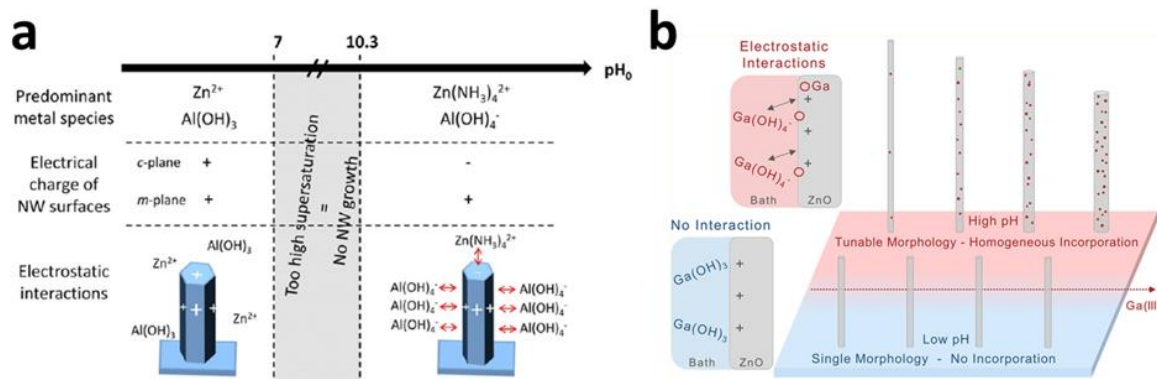 a
7
10.3
pH₀
Predominant
metal species
Zn²⁺
Al(OH)₃
Zn(NH₃)₄²⁺
Al(OH)₄⁻
Electrical
charge of
NW surfaces
c-plane +
-
m-plane +
+
Too high supersaturation
=
No NW growth
Electrostatic
interactions
Al(OH)₃
Zn²⁺
+
+ + +
Al(OH)₃
Zn²⁺
Zn(NH₃)₄²⁺
-
Al(OH)₄⁻ Al(OH)₄⁻
Al(OH)₄⁻ + + + Al(OH)₄⁻
Al(OH)₄⁻ Al(OH)₄⁻
b
Electrostatic
Interactions
Ga
+
Ga(OH)₄⁻
+
Ga(OH)₄⁻
+
Bath ZnO
No Interaction
Ga(OH)₃ +
+
Ga(OH)₃ +
Bath ZnO
High pH
Tunable Morphology - Homogeneous Incorporation
Ga(III
Low pH
Single Morphology - No Incorporation